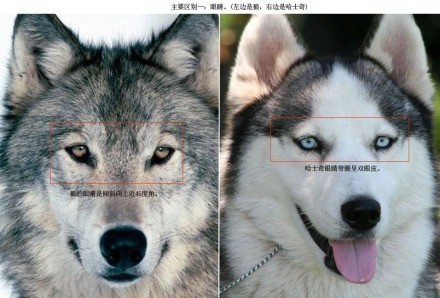 主要区别一：眼睛。(左边是狼，右边是哈士奇)
哈士奇眼睛带圈呈双眼皮。
狼的眼睛是倾斜向上近45度角。